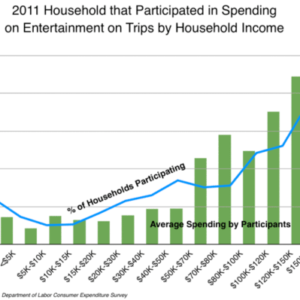 2011 Household that Participated in Spending
on Entertainment on Trips by Household Income
% of Households Participating
Average Spending by Participants
<$5K
$5K-$10K
$10K-$15K
$15K-$20K
$20K-$30K
$30K-$40K
$40K-$50K
$50K-$70K
$70K-$80K
$80K-$100K
$100K-$120K
$120K-$150K
Department of Labor Consumer Expenditure Survey